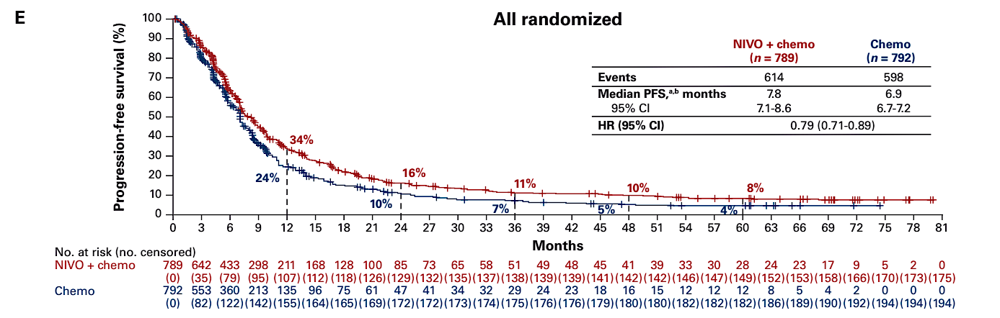 E
All randomized
Progression-free survival (%)
100
90
80
70
60
50
40
30
20
10
0
NIVO + chemo Chemo
(n = 789) (n = 792)
Events 614 598
Median PFS,a,b months 7.8 6.9
95% CI 7.1-8.6 6.7-7.2
HR (95% CI) 0.79 (0.71-0.89)
34% 16% 11% 10% 8%
24% 10% 7% 5% 4%
0 3 6 9 12 15 18 21 24 27 30 33 36 39 42 45 48 51 54 57 60 63 66 69 72 75 78 81
Months
No. at risk (no. censored)
NIVO + chemo 789 642 433 298 211 168 128 100 85 73 65 58 51 49 48 45 41 39 33 30 28 24 23 17 9 5 2 0
(0) (35) (79) (95) (107) (112) (118) (126) (129) (132) (135) (137) (138) (139) (139) (141) (142) (142) (146) (147) (149) (152) (153) (158) (166) (170) (173) (175)
Chemo 792 553 360 213 135 96 75 61 47 41 34 32 29 24 23 18 16 15 12 12 12 8 5 4 2 0 0 0
(0) (82) (122) (142) (155) (164) (165) (169) (172) (172) (173) (174) (175) (176) (176) (179) (180) (180) (182) (182) (182) (186) (189) (190) (192) (194) (194) (194)